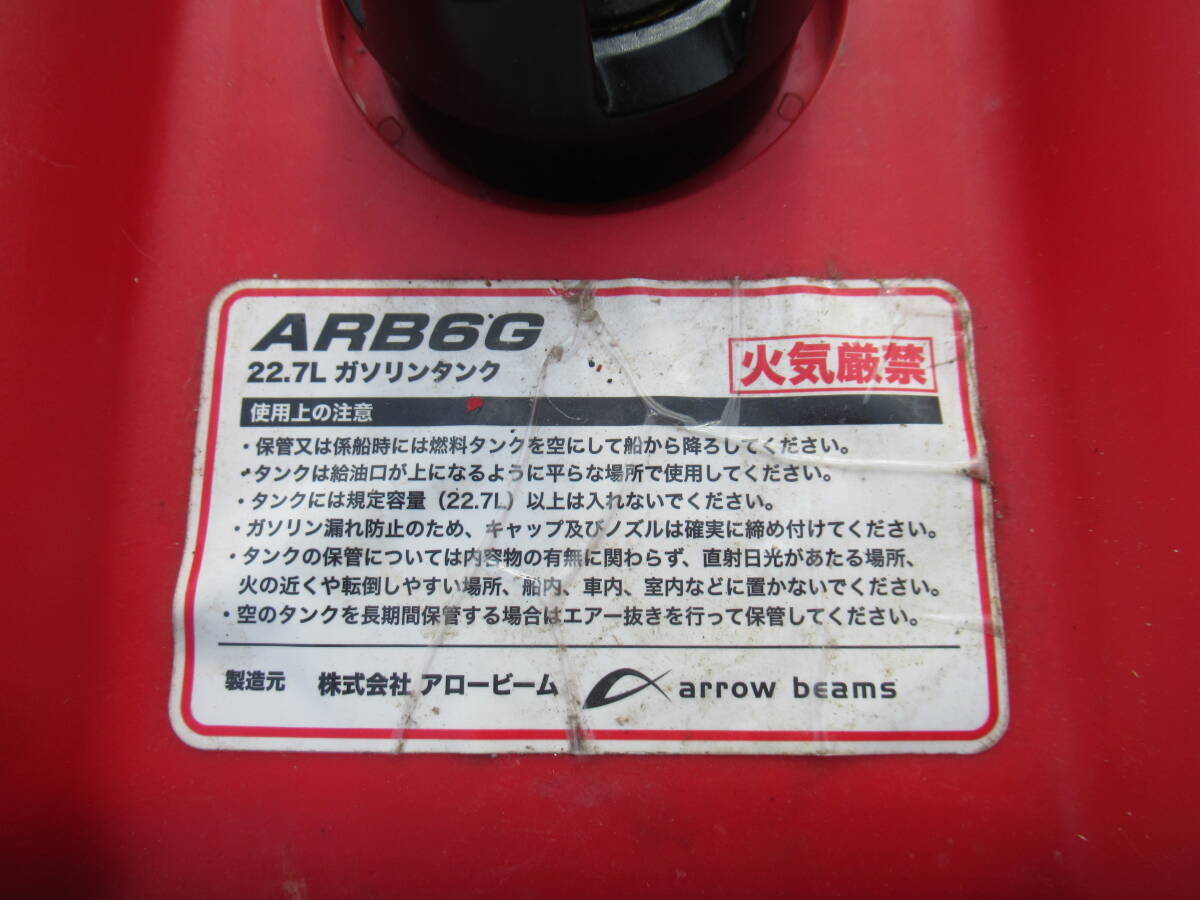 ARB6G
22.7L ガソリンタンク
火気厳禁
使用上の注意
・保管又は係船時には燃料タンクを空にして船から降ろしてください。
・タンクは給油口が上になるように平らな場所で使用してください。
・タンクには規定容量（22.7L）以上は入れないでください。
・ガソリン漏れ防止のため、キャップ及びノズルは確実に締め付けてください。
・タンクの保管については内容物の有無に関わらず、直射日光があたる場所、
火の近くや転倒しやすい場所、船内、車内、室内などに置かないでください。
・空のタンクを長期間保管する場合はエアー抜きを行って保管してください。
製造元 株式会社 アロービーム arrow beams